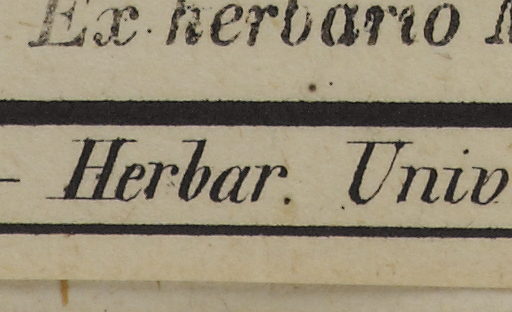 Ex herbario
– Herbar. Univ